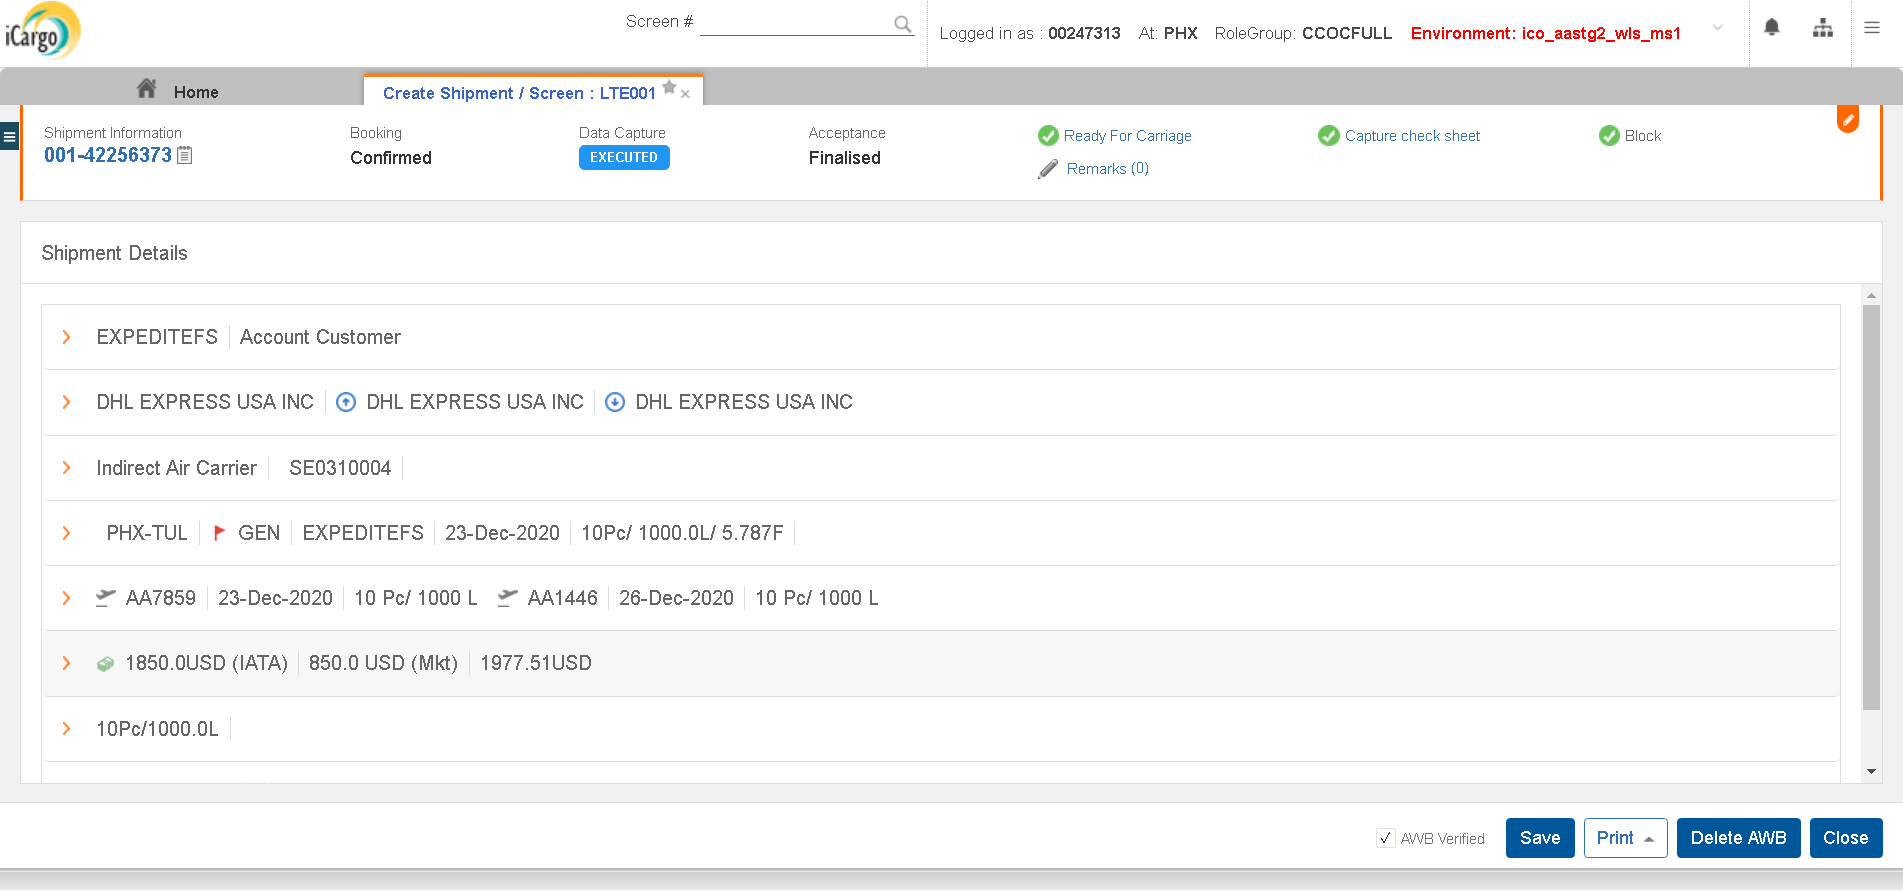 iCargo
Screen #
Logged in as : 00247313 At: PHX RoleGroup: CCOCFULL Environment: ico_aastg2_wls_ms1
Home
Create Shipment / Screen : LTE001
Shipment Information
001-42256373
Booking
Confirmed
Data Capture
EXECUTED
Acceptance
Finalised
Ready For Carriage
Remarks (0)
Capture check sheet
Block
Shipment Details
EXPEDITEFS Account Customer
DHL EXPRESS USA INC DHL EXPRESS USA INC DHL EXPRESS USA INC
Indirect Air Carrier SE0310004
PHX-TUL GEN EXPEDITEFS 23-Dec-2020 10Pc/ 1000.0L/ 5.787F
AA7859 23-Dec-2020 10 Pc/ 1000 L AA1446 26-Dec-2020 10 Pc/ 1000 L
1850.0USD (IATA) 850.0 USD (Mkt) 1977.51USD
10Pc/1000.0L
AWB Verified Save Print Delete AWB Close